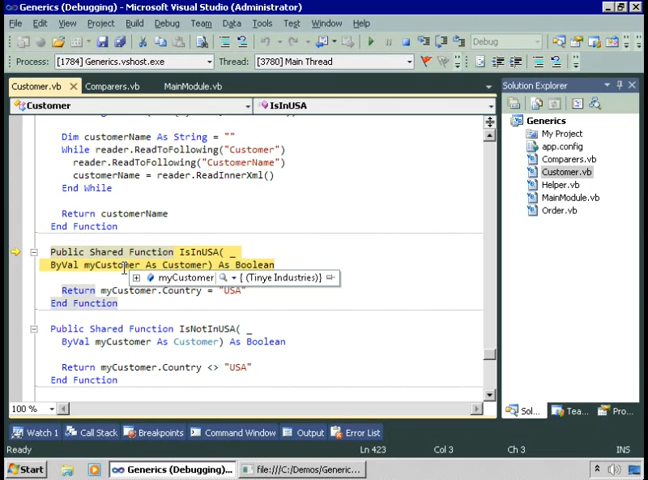 Generics (Debugging) - Microsoft Visual Studio (Administrator)
File Edit View Project Build Debug Team Data Tools Test Window Help
Debug
Process: [1784] Generics.vshost.exe Thread: [3780] Main Thread
Customer.vb Comparers.vb MainModule.vb
Customer IsInUSA
Dim customerName As String = ""
While reader.ReadToFollowing("Customer")
reader.ReadToFollowing("CustomerName")
customerName = reader.ReadInnerXml()
End While
Return customerName
End Function
Public Shared Function IsInUSA( _
ByVal myCustomer As Customer) As Boolean
myCustomer [ (Tinye Industries)]
Return myCustomer.Country = "USA"
End Function
Public Shared Function IsNotInUSA( _
ByVal myCustomer As Customer) As Boolean
Return myCustomer.Country <> "USA"
End Function
100 %
Solution Explorer
Generics
My Project
app.config
Comparers.vb
Customer.vb
Helper.vb
MainModule.vb
Order.vb
Sol... Tea... Pro...
Watch 1 Call Stack Breakpoints Command Window Output Error List
Ready Ln 423 Col 3 Ch 3 INS
Start Generics (Debugging)... file:///C:/Demos/Generic...